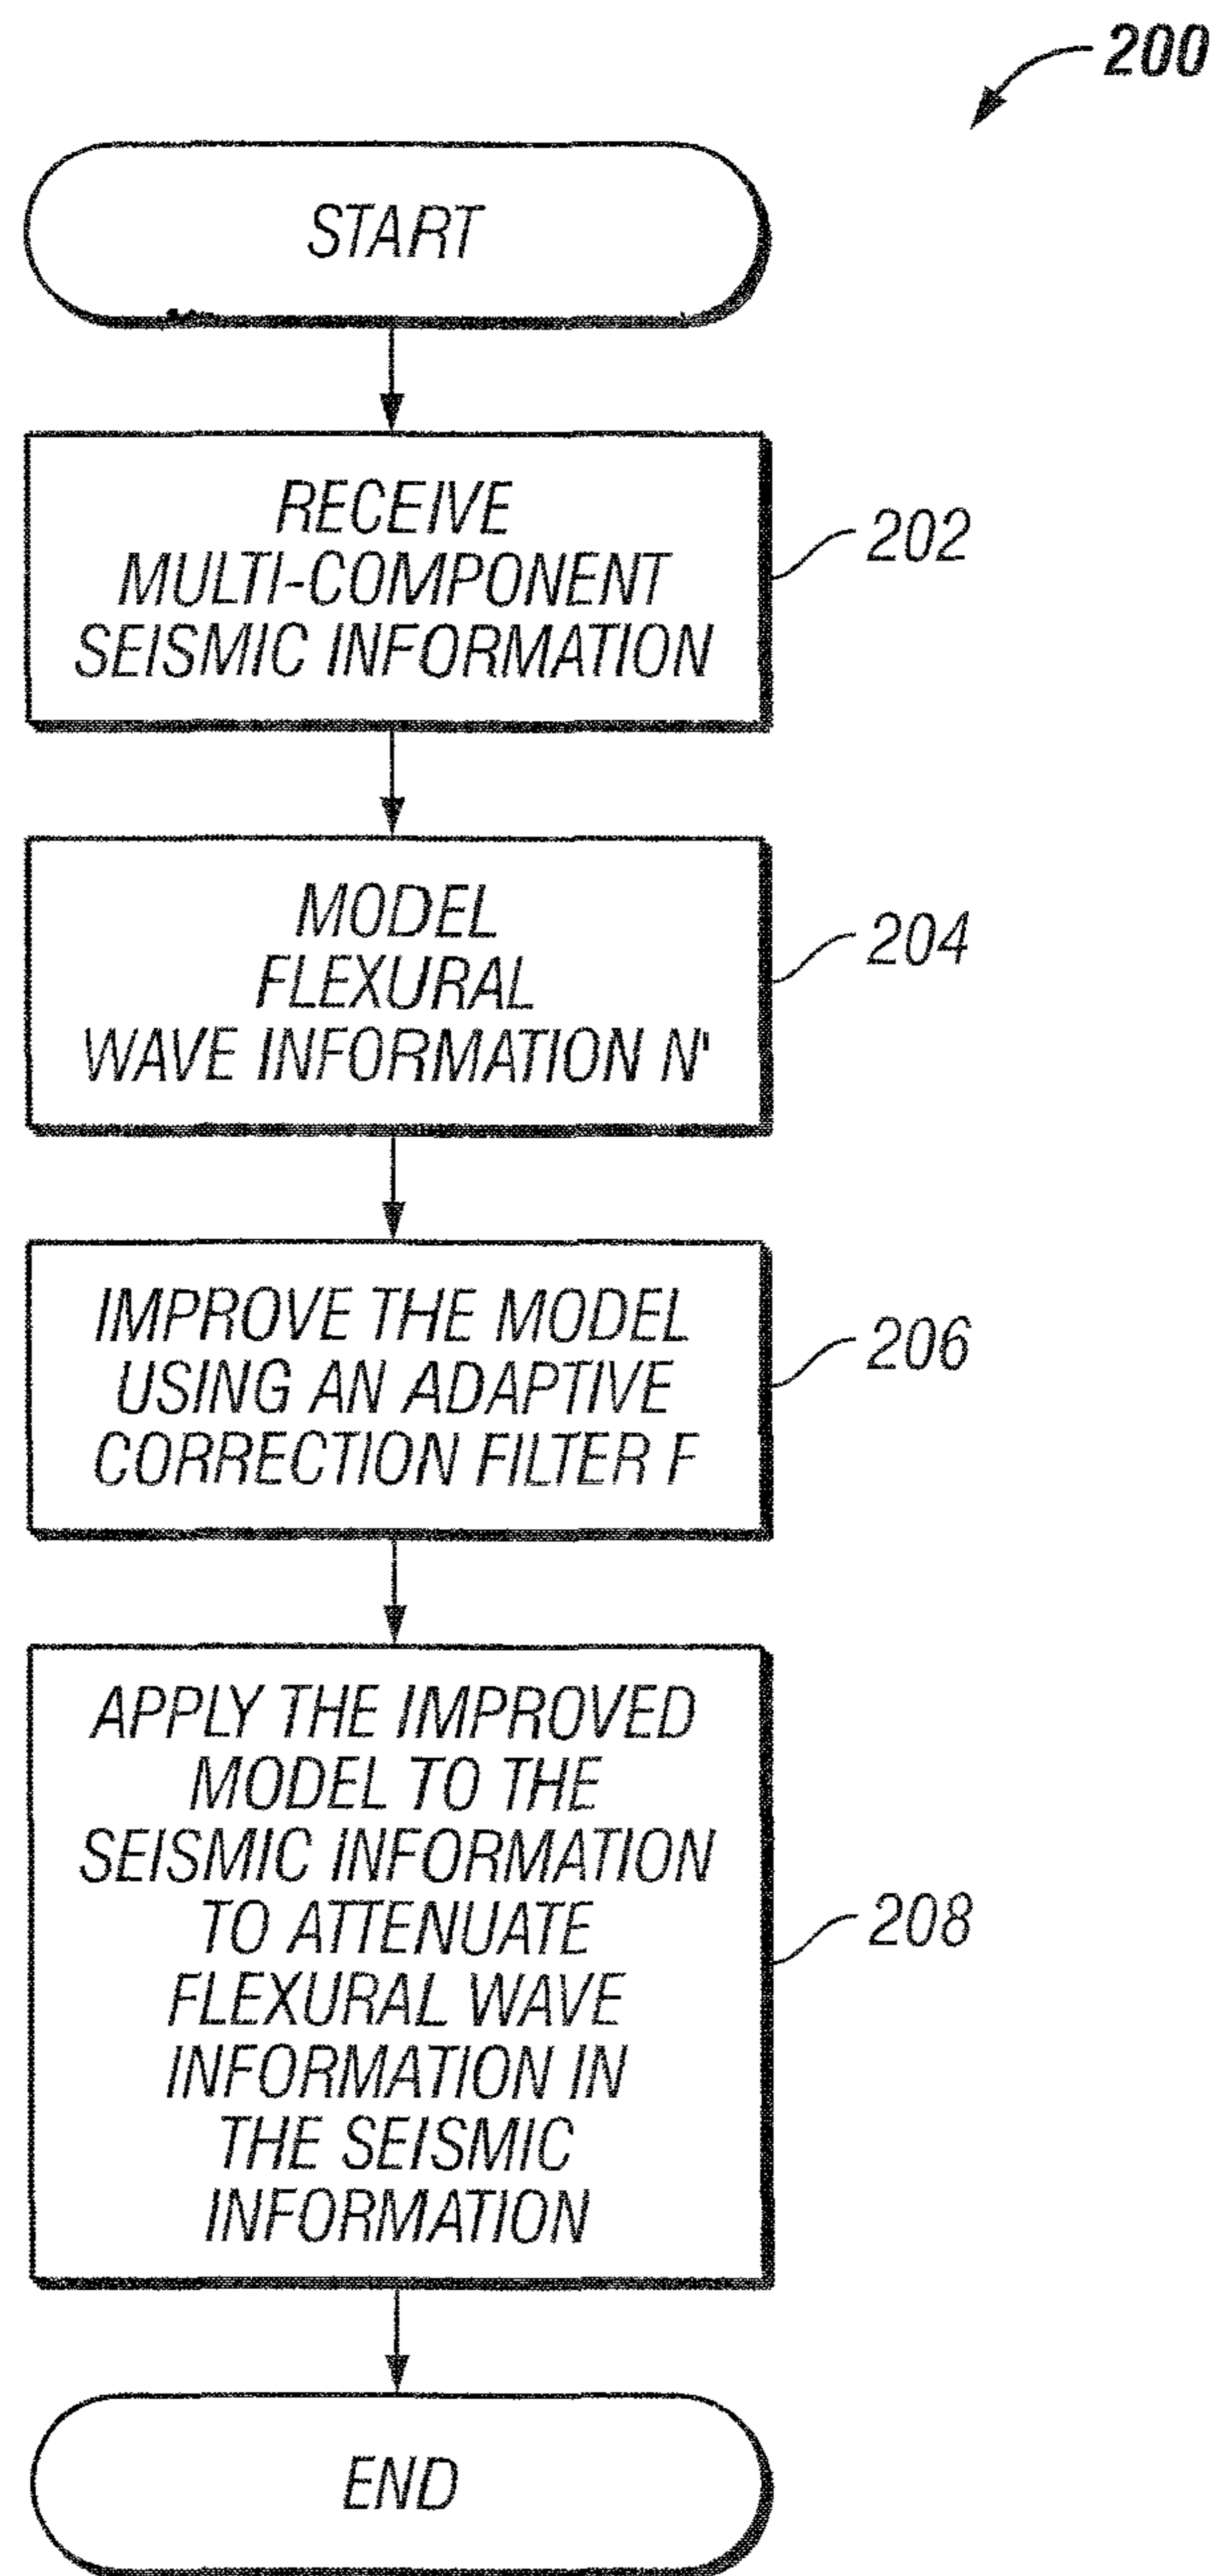 200
START
RECEIVE
MULTI-COMPONENT
SEISMIC INFORMATION
202
MODEL
FLEXURAL
WAVE INFORMATION N'
204
IMPROVE THE MODEL
USING AN ADAPTIVE
CORRECTION FILTER F
206
APPLY THE IMPROVED
MODEL TO THE
SEISMIC INFORMATION
TO ATTENUATE
FLEXURAL WAVE
INFORMATION IN
THE SEISMIC
INFORMATION
208
END